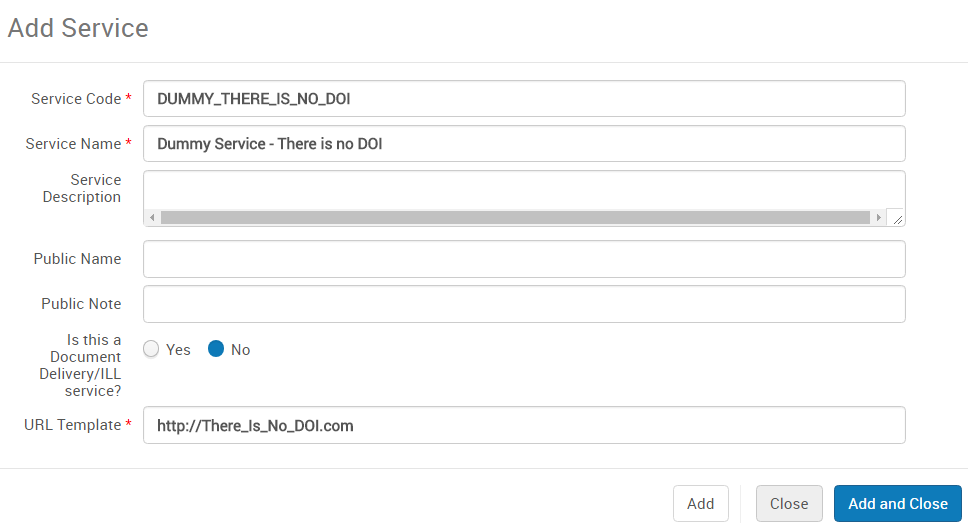 Add Service
Service Code * DUMMY_THERE_IS_NO_DOI
Service Name * Dummy Service - There is no DOI
Service
Description
Public Name
Public Note
Is this a
Document
Delivery/ILL
service?
Yes No
URL Template * http://There_Is_No_DOI.com
Add Close Add and Close